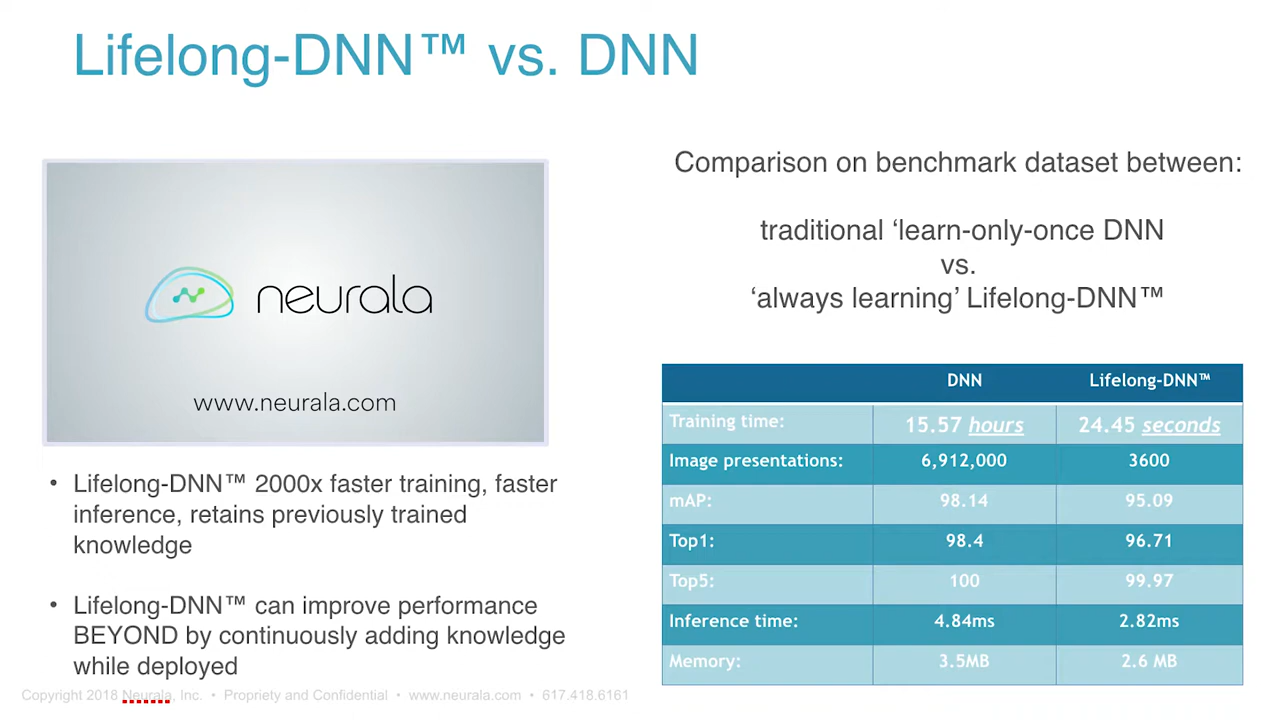 Lifelong-DNN™ vs. DNN
neurala
www.neurala.com
• Lifelong-DNN™ 2000x faster training, faster
inference, retains previously trained
knowledge
• Lifelong-DNN™ can improve performance
BEYOND by continuously adding knowledge
while deployed
Comparison on benchmark dataset between:
traditional ‘learn-only-once DNN
vs.
‘always learning’ Lifelong-DNN™
DNN Lifelong-DNN™
Training time: 15.57 hours 24.45 seconds
Image presentations: 6,912,000 3600
mAP: 98.14 95.09
Top1: 98.4 96.71
Top5: 100 99.97
Inference time: 4.84ms 2.82ms
Memory: 3.5MB 2.6 MB
Copyright 2018 Neurala, Inc. • Propriety and Confidential • www.neurala.com • 617.418.6161